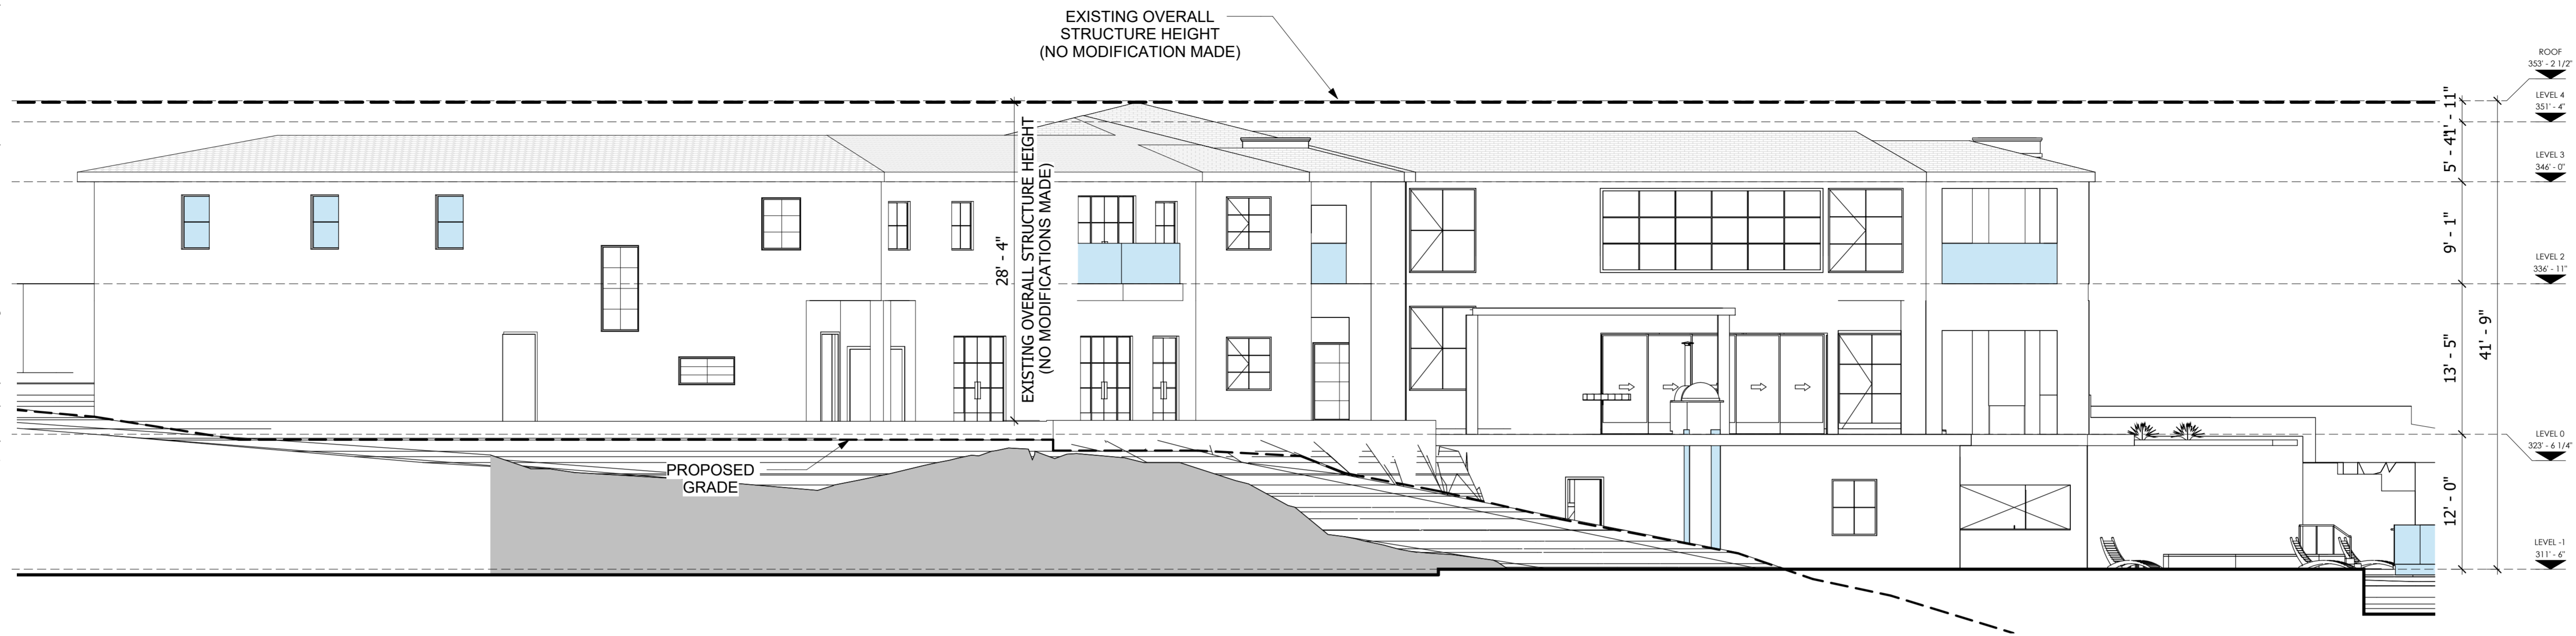 EXISTING OVERALL
STRUCTURE HEIGHT
(NO MODIFICATION MADE)
ROOF
353' - 2 1/2"
LEVEL 4
351' - 4"
LEVEL 3
346' - 0"
LEVEL 2
336' - 11"
LEVEL 0
323' - 6 1/4"
LEVEL -1
311' - 6"
1' - 11"
5' - 4"
9' - 1"
13' - 5"
12' - 0"
41' - 9"
28' - 4"
EXISTING OVERALL STRUCTURE HEIGHT
(NO MODIFICATIONS MADE)
PROPOSED
GRADE